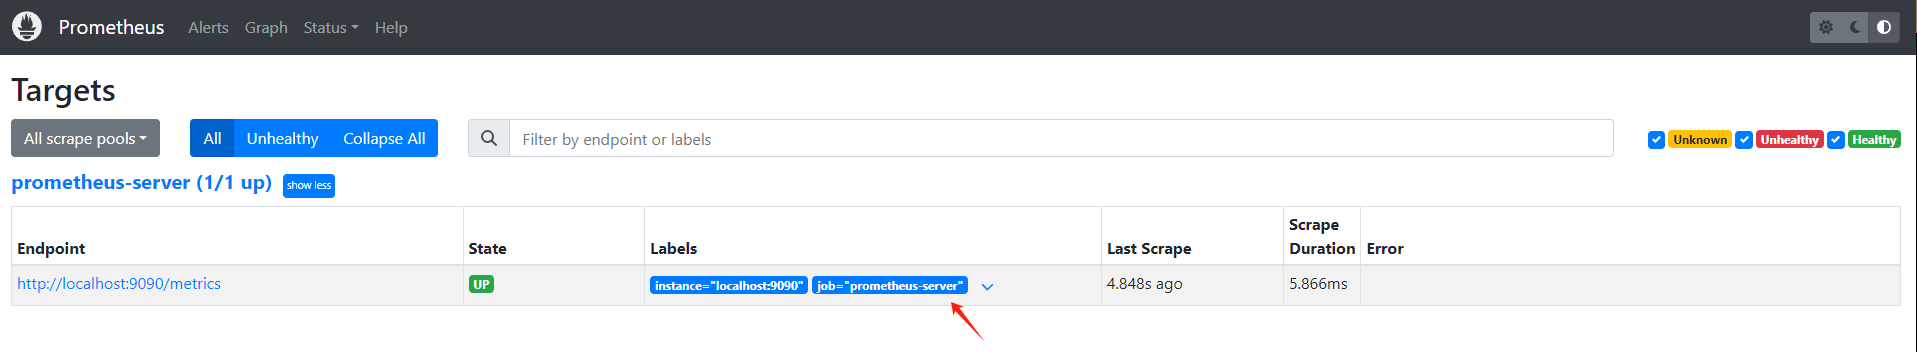 Prometheus Alerts Graph Status Help
Targets
All scrape pools All Unhealthy Collapse All Filter by endpoint or labels Unknown Unhealthy Healthy
prometheus-server (1/1 up) show less
Endpoint State Labels Last Scrape Scrape Duration Error
http://localhost:9090/metrics UP instance="localhost:9090" job="prometheus-server" 4.848s ago 5.866ms